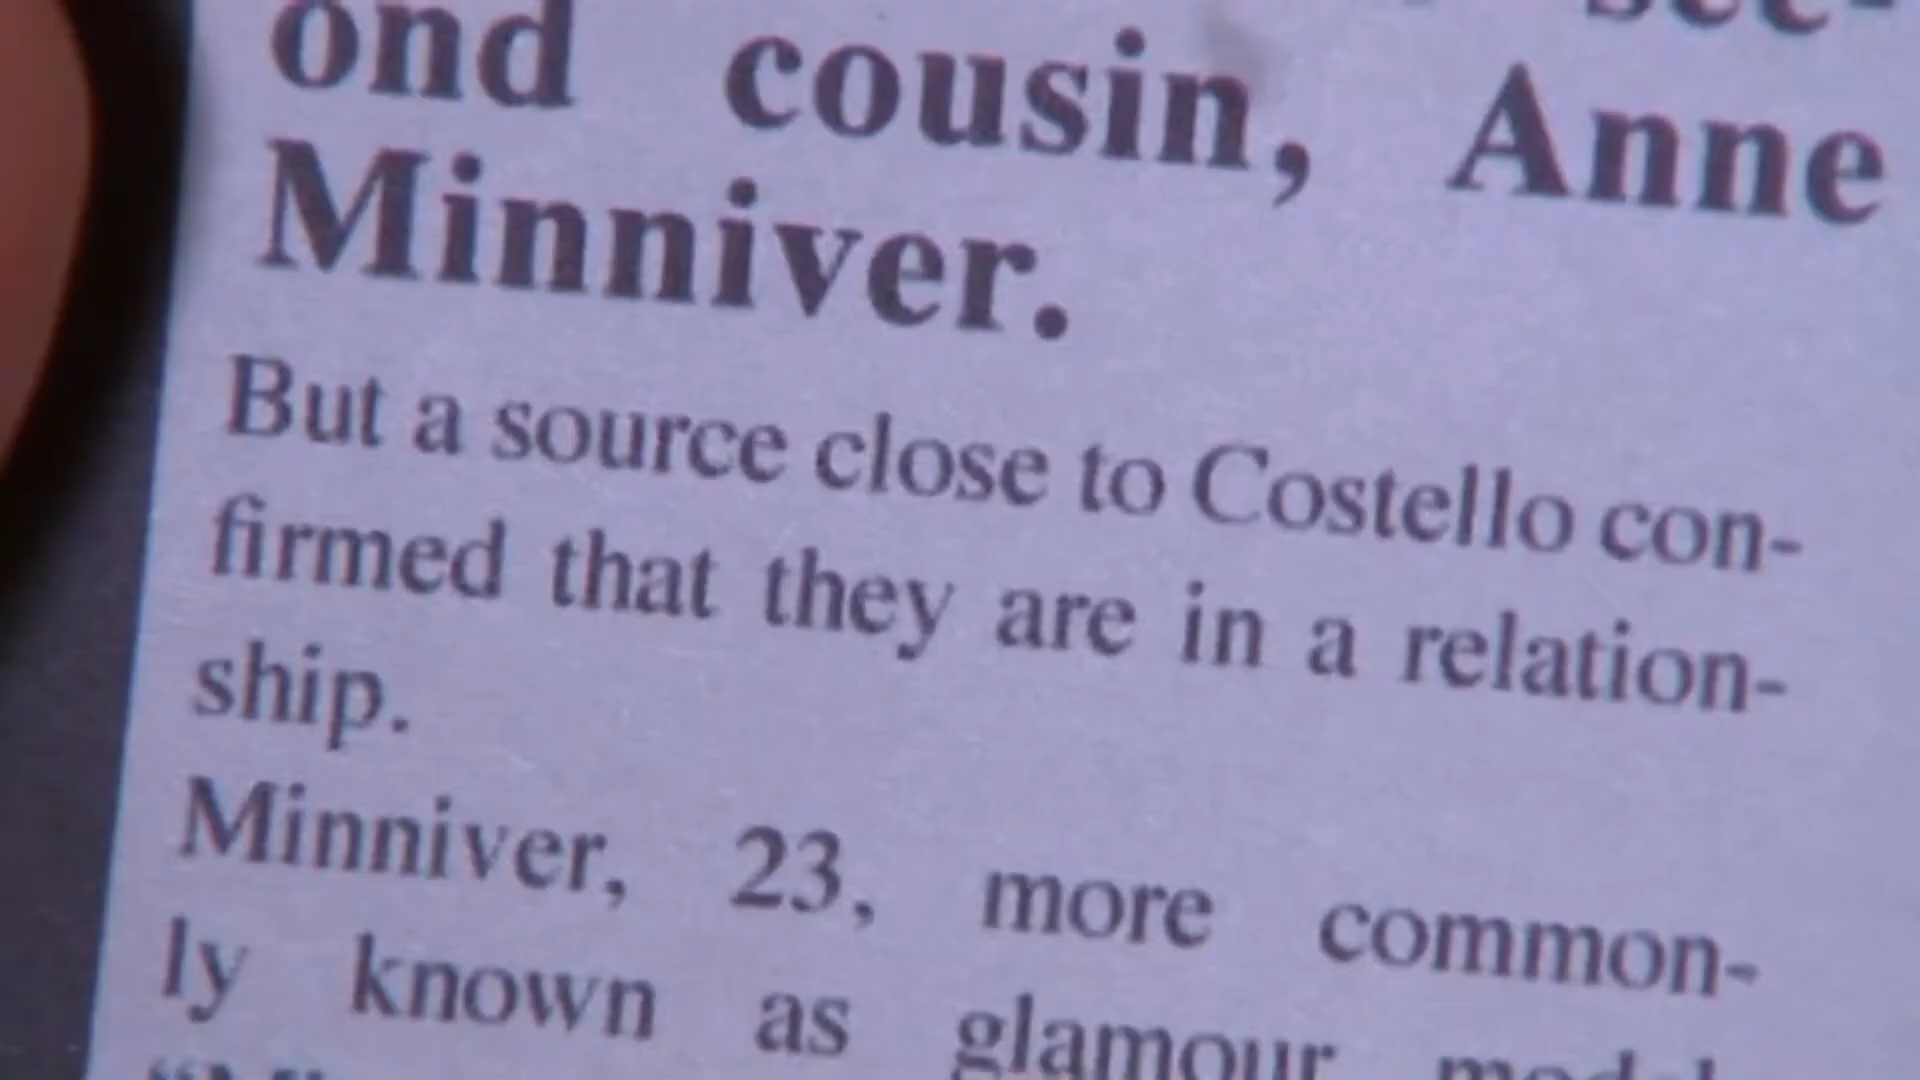 ond cousin, Anne
Minniver.
But a source close to Costello con-
firmed that they are in a relation-
ship.
Minniver, 23, more common-
ly known as glamour model